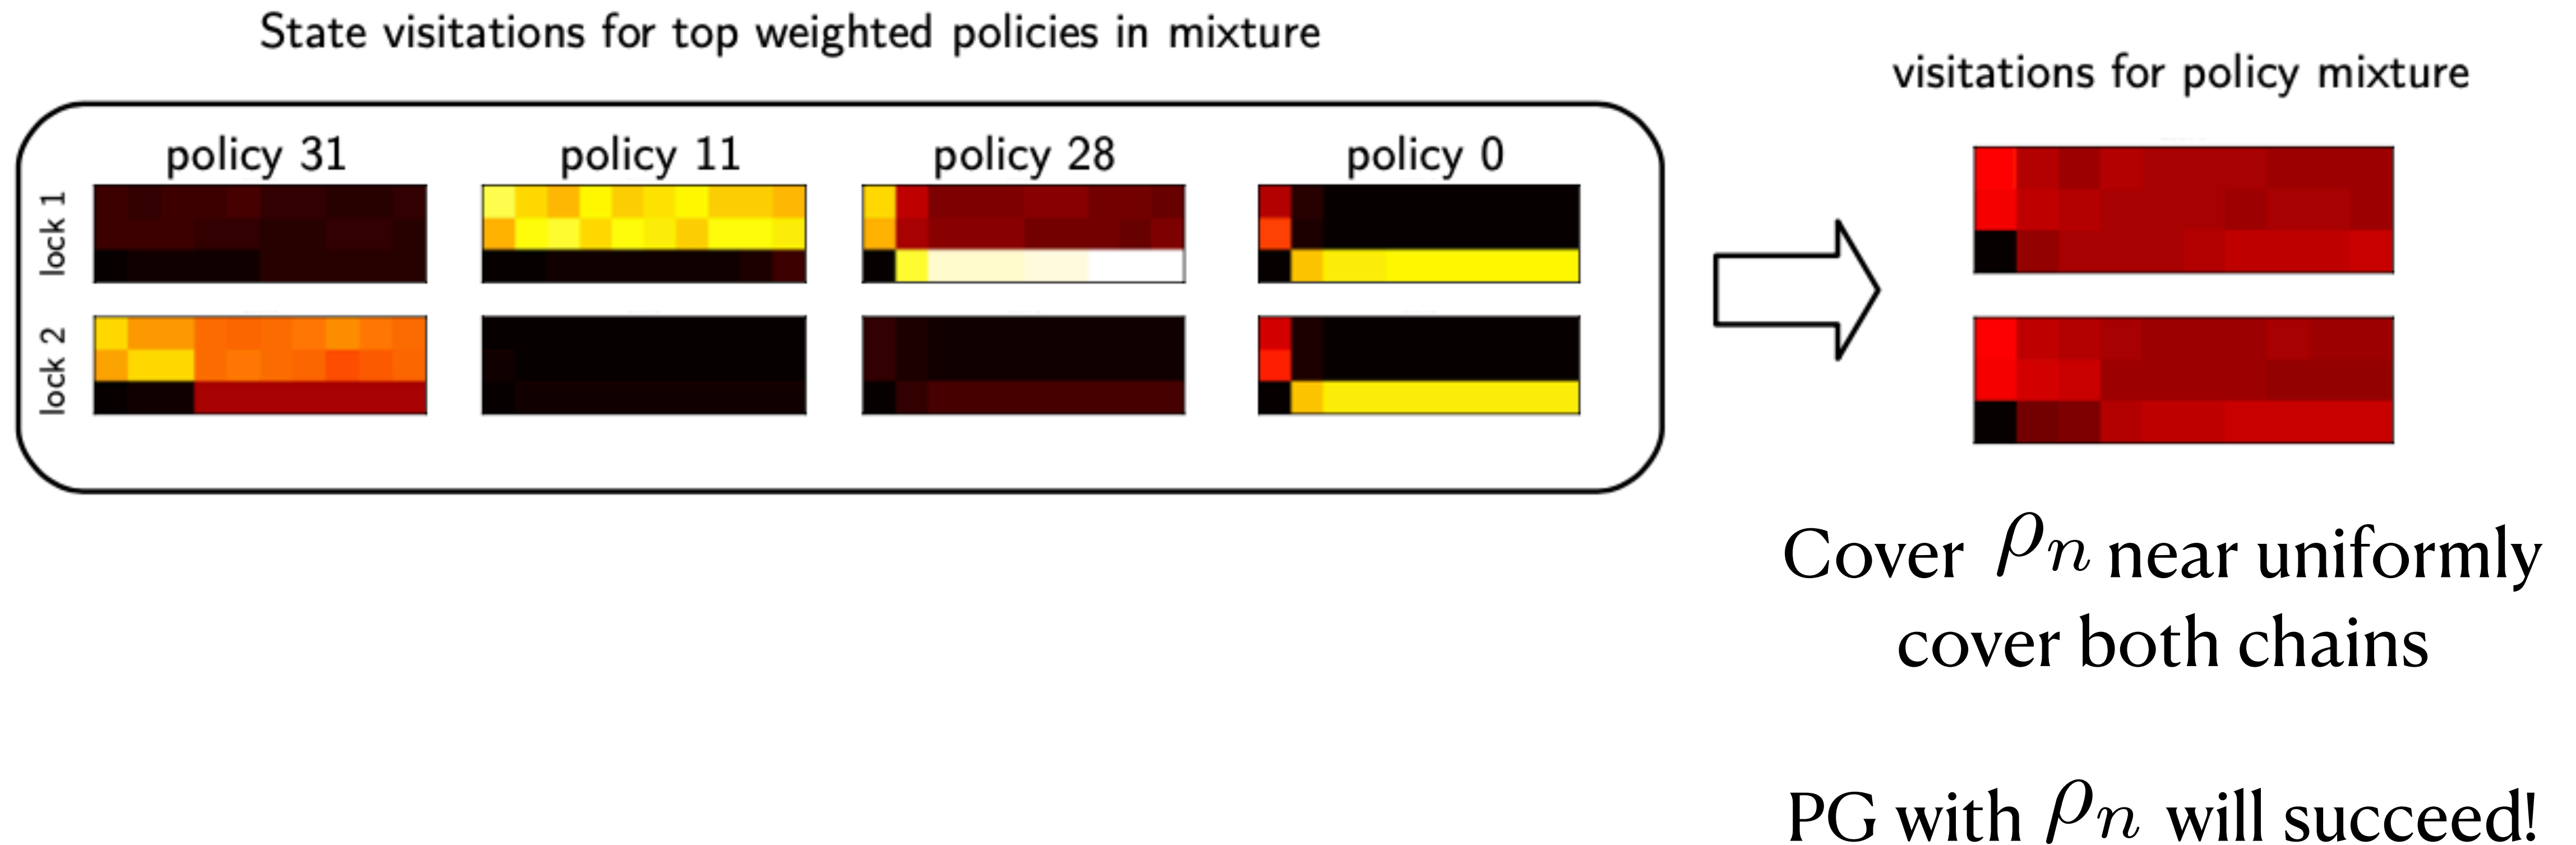 State visitations for top weighted policies in mixture
visitations for policy mixture
policy 31
policy 11
policy 28
policy 0
lock 1
lock 2
Cover ρn near uniformly
cover both chains
PG with ρn will succeed!